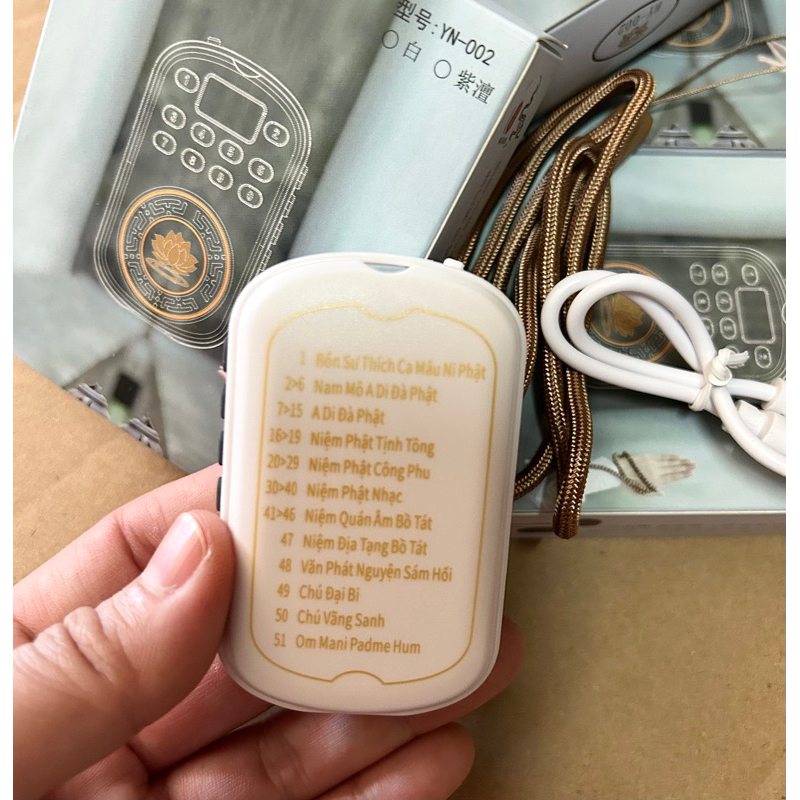 型号:YN-002
○ 白 ○ 紫檀
1 Bổn Sư Thích Ca Mâu Ni Phật
2>6 Nam Mô A Di Đà Phật
7>15 A Di Đà Phật
16>19 Niệm Phật Tịnh Tông
20>29 Niệm Phật Công Phu
30>40 Niệm Phật Nhạc
41>46 Niệm Quán Âm Bồ Tát
47 Niệm Địa Tạng Bồ Tát
48 Văn Phát Nguyện Sám Hối
49 Chú Đại Bi
50 Chú Vãng Sanh
51 Om Mani Padme Hum